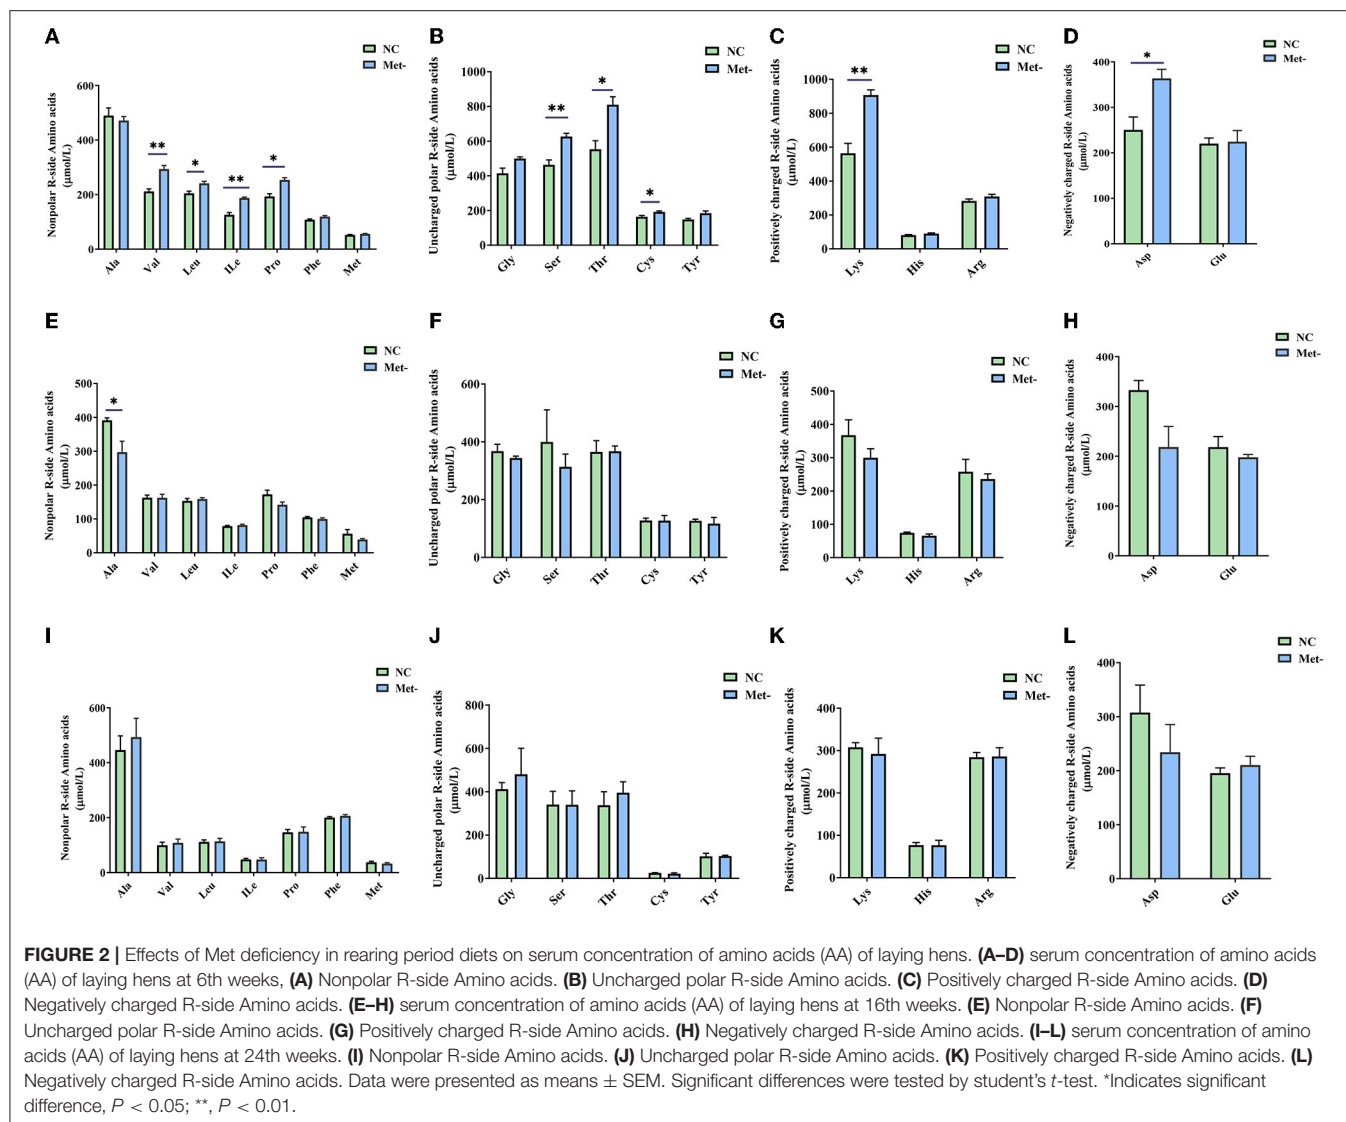 A
NC
Met-
Nonpolar R-side Amino acids
(μmol/L)
600
400
200
0
**
*
**
*
Ala
Val
Leu
ILe
Pro
Phe
Met
B
NC
Met-
Uncharged polar R-side Amino acids
(μmol/L)
1000
800
600
400
200
0
**
*
*
Gly
Ser
Thr
Cys
Tyr
C
NC
Met-
Positively charged R-side Amino acids
(μmol/L)
1000
800
600
400
200
0
**
Lys
His
Arg
D
NC
Met-
Negatively charged R-side Amino acids
(μmol/L)
400
300
200
100
0
*
Asp
Glu
E
NC
Met-
Nonpolar R-side Amino acids
(μmol/L)
500
400
300
200
100
0
*
Ala
Val
Leu
ILe
Pro
Phe
Met
F
NC
Met-
Uncharged polar R-side Amino acids
(μmol/L)
600
400
200
0
Gly
Ser
Thr
Cys
Tyr
G
NC
Met-
Positively charged R-side Amino acids
(μmol/L)
500
400
300
200
100
0
Lys
His
Arg
H
NC
Met-
Negatively charged R-side Amino acids
(μmol/L)
400
300
200
100
0
Asp
Glu
I
NC
Met-
Nonpolar R-side Amino acids
(μmol/L)
600
400
200
0
Ala
Val
Leu
ILe
Pro
Phe
Met
J
NC
Met-
Uncharged polar R-side Amino acids
(μmol/L)
800
600
400
200
0
Gly
Ser
Thr
Cys
Tyr
K
NC
Met-
Positively charged R-side Amino acids
(μmol/L)
400
300
200
100
0
Lys
His
Arg
L
NC
Met-
Negatively charged R-side Amino acids
(μmol/L)
400
300
200
100
0
Asp
Glu
FIGURE 2 | Effects of Met deficiency in rearing period diets on serum concentration of amino acids (AA) of laying hens. (A–D) serum concentration of amino acids
(AA) of laying hens at 6th weeks, (A) Nonpolar R-side Amino acids. (B) Uncharged polar R-side Amino acids. (C) Positively charged R-side Amino acids. (D)
Negatively charged R-side Amino acids. (E–H) serum concentration of amino acids (AA) of laying hens at 16th weeks. (E) Nonpolar R-side Amino acids. (F)
Uncharged polar R-side Amino acids. (G) Positively charged R-side Amino acids. (H) Negatively charged R-side Amino acids. (I–L) serum concentration of amino
acids (AA) of laying hens at 24th weeks. (I) Nonpolar R-side Amino acids. (J) Uncharged polar R-side Amino acids. (K) Positively charged R-side Amino acids. (L)
Negatively charged R-side Amino acids. Data were presented as means ± SEM. Significant differences were tested by student's t-test. *Indicates significant
difference, P < 0.05; **, P < 0.01.